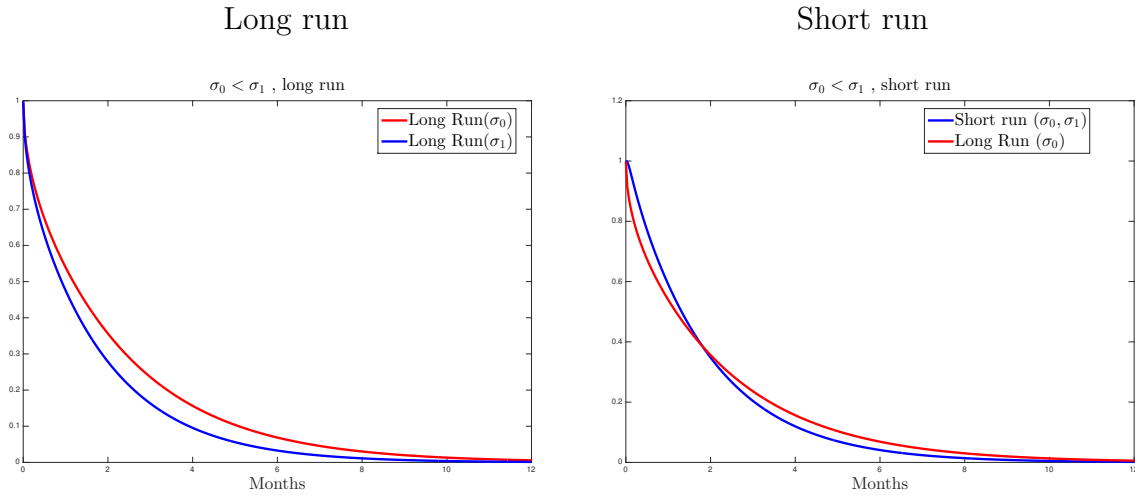 Long run
σ₀ < σ₁ , long run
1
0.9
0.8
0.7
0.6
0.5
0.4
0.3
0.2
0.1
0
0 2 4 6 8 10 12
Months
Long Run(σ₀)
Long Run(σ₁)
Short run
σ₀ < σ₁ , short run
1.2
1
0.8
0.6
0.4
0.2
0
0 2 4 6 8 10 12
Months
Short run (σ₀, σ₁)
Long Run (σ₀)